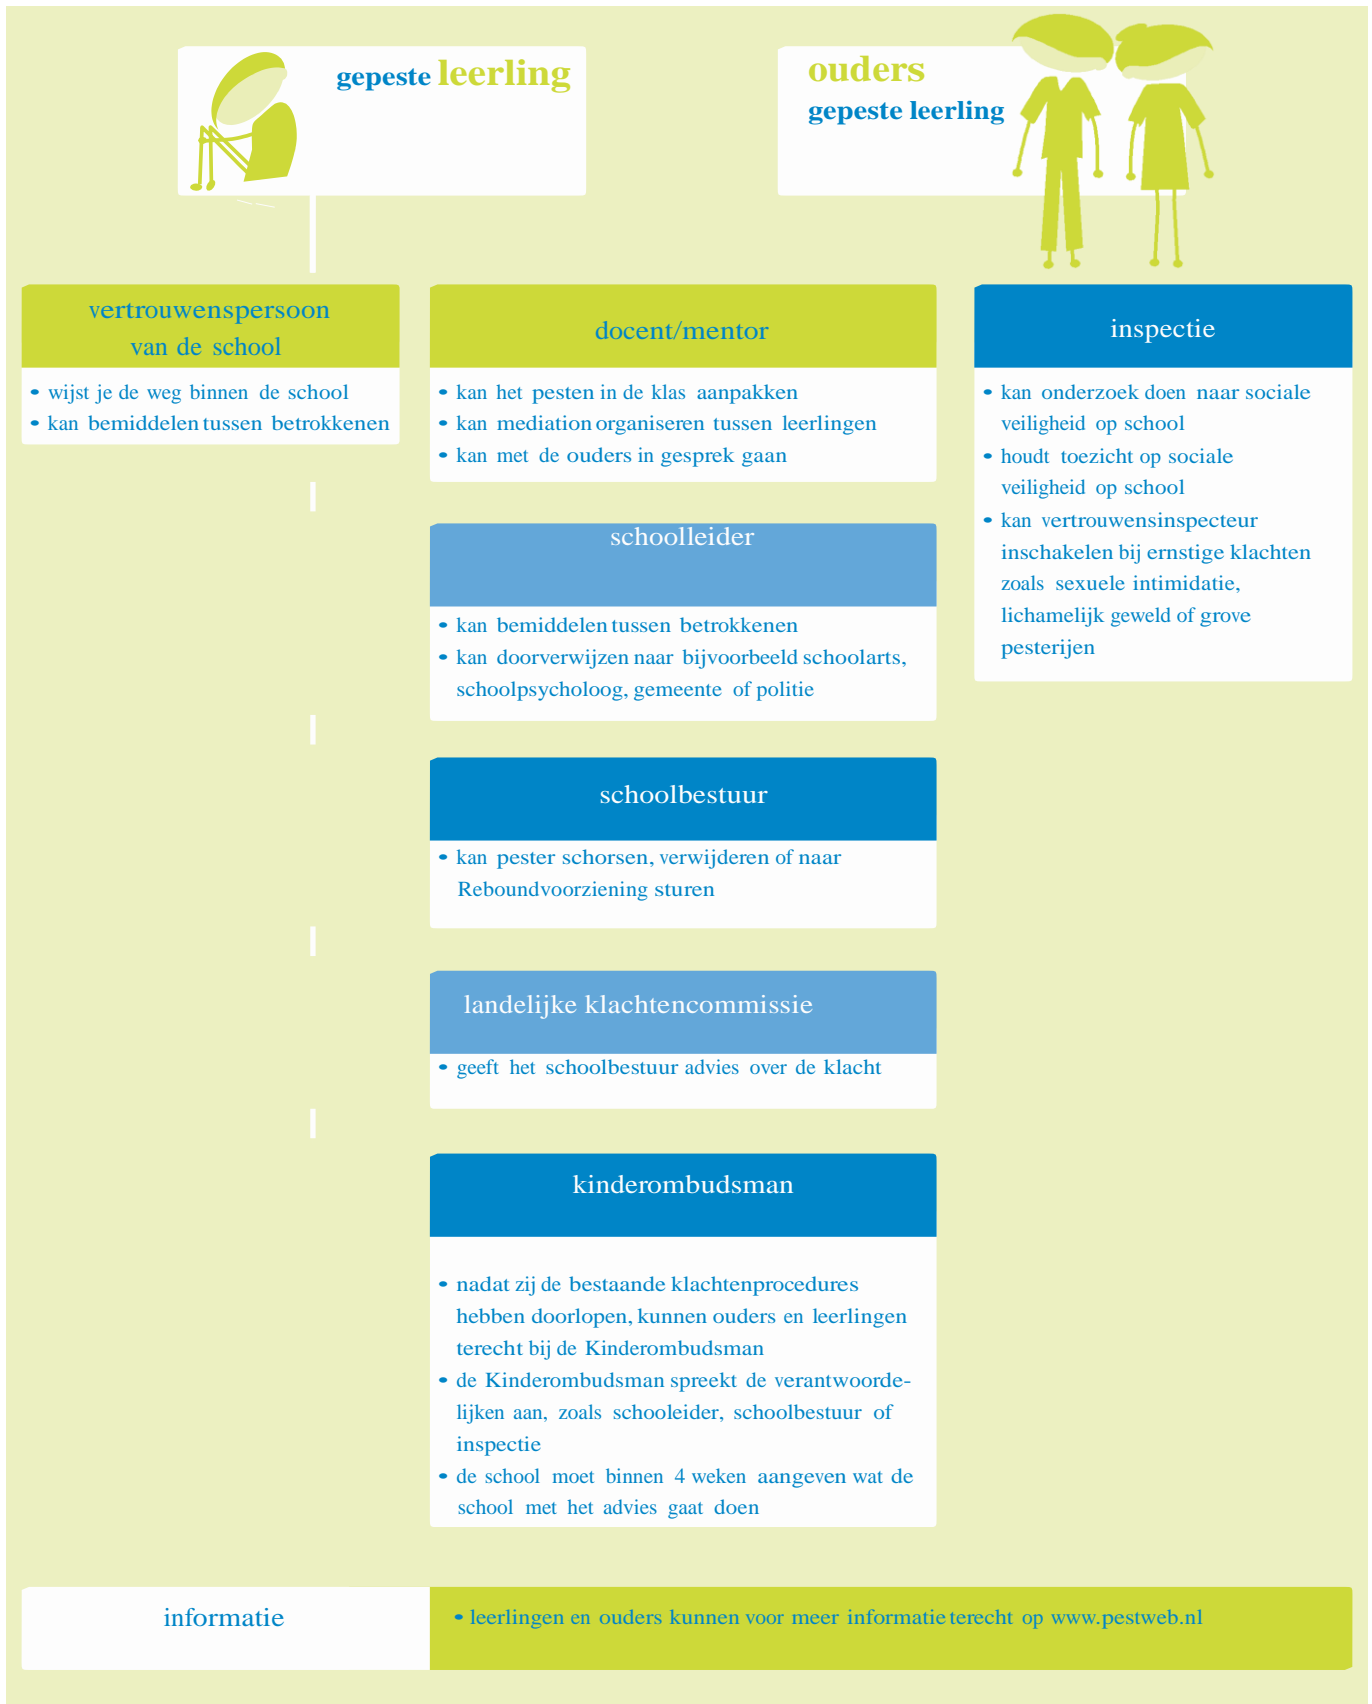 gepeste leerling
ouders
gepeste leerling
vertrouwenspersoon
van de school
• wijst je de weg binnen de school
• kan bemiddelen tussen betrokkenen
docent/mentor
• kan het pesten in de klas aanpakken
• kan mediation organiseren tussen leerlingen
• kan met de ouders in gesprek gaan
inspectie
• kan onderzoek doen naar sociale
veiligheid op school
• houdt toezicht op sociale
veiligheid op school
• kan vertrouwensinspecteur
inschakelen bij ernstige klachten
zoals sexuele intimidatie,
lichamelijk geweld of grove
pesterijen
schoolleider
• kan bemiddelen tussen betrokkenen
• kan doorverwijzen naar bijvoorbeeld schoolarts,
schoolpsycholoog, gemeente of politie
schoolbestuur
• kan pester schorsen, verwijderen of naar
Reboundvoorziening sturen
landelijke klachtencommissie
• geeft het schoolbestuur advies over de klacht
kinderombudsman
• nadat zij de bestaande klachtenprocedures
hebben doorlopen, kunnen ouders en leerlingen
terecht bij de Kinderombudsman
• de Kinderombudsman spreekt de verantwoorde-
lijken aan, zoals schooleider, schoolbestuur of
inspectie
• de school moet binnen 4 weken aangeven wat de
school met het advies gaat doen
informatie
• leerlingen en ouders kunnen voor meer informatie terecht op www.pestweb.nl